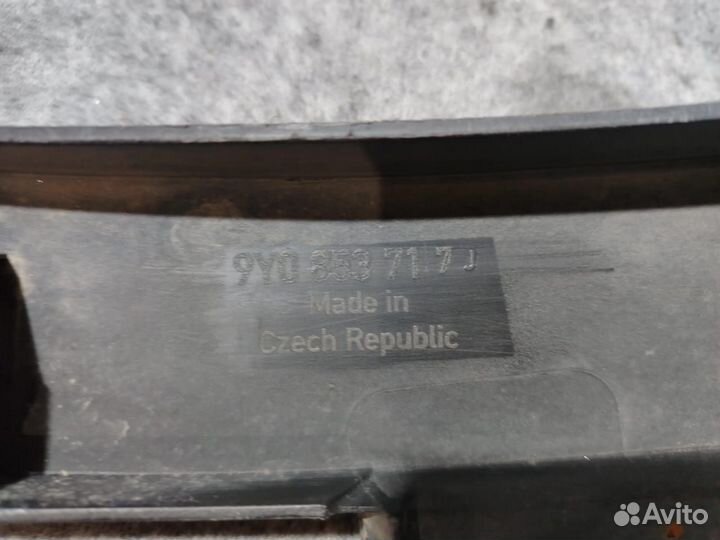 9Y0 853 717 J
Made in
Czech Republic
Avito